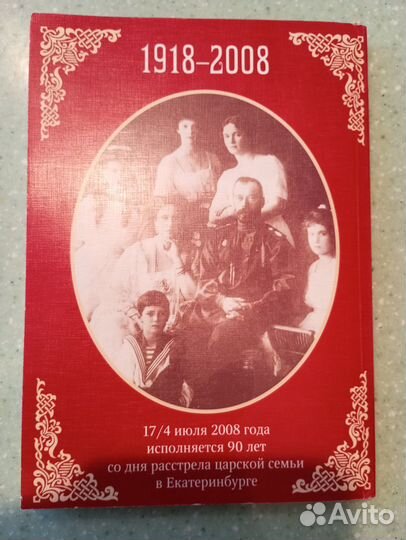 1918–2008
17/4 июля 2008 года
исполняется 90 лет
со дня расстрела царской семьи
в Екатеринбурге
Avito